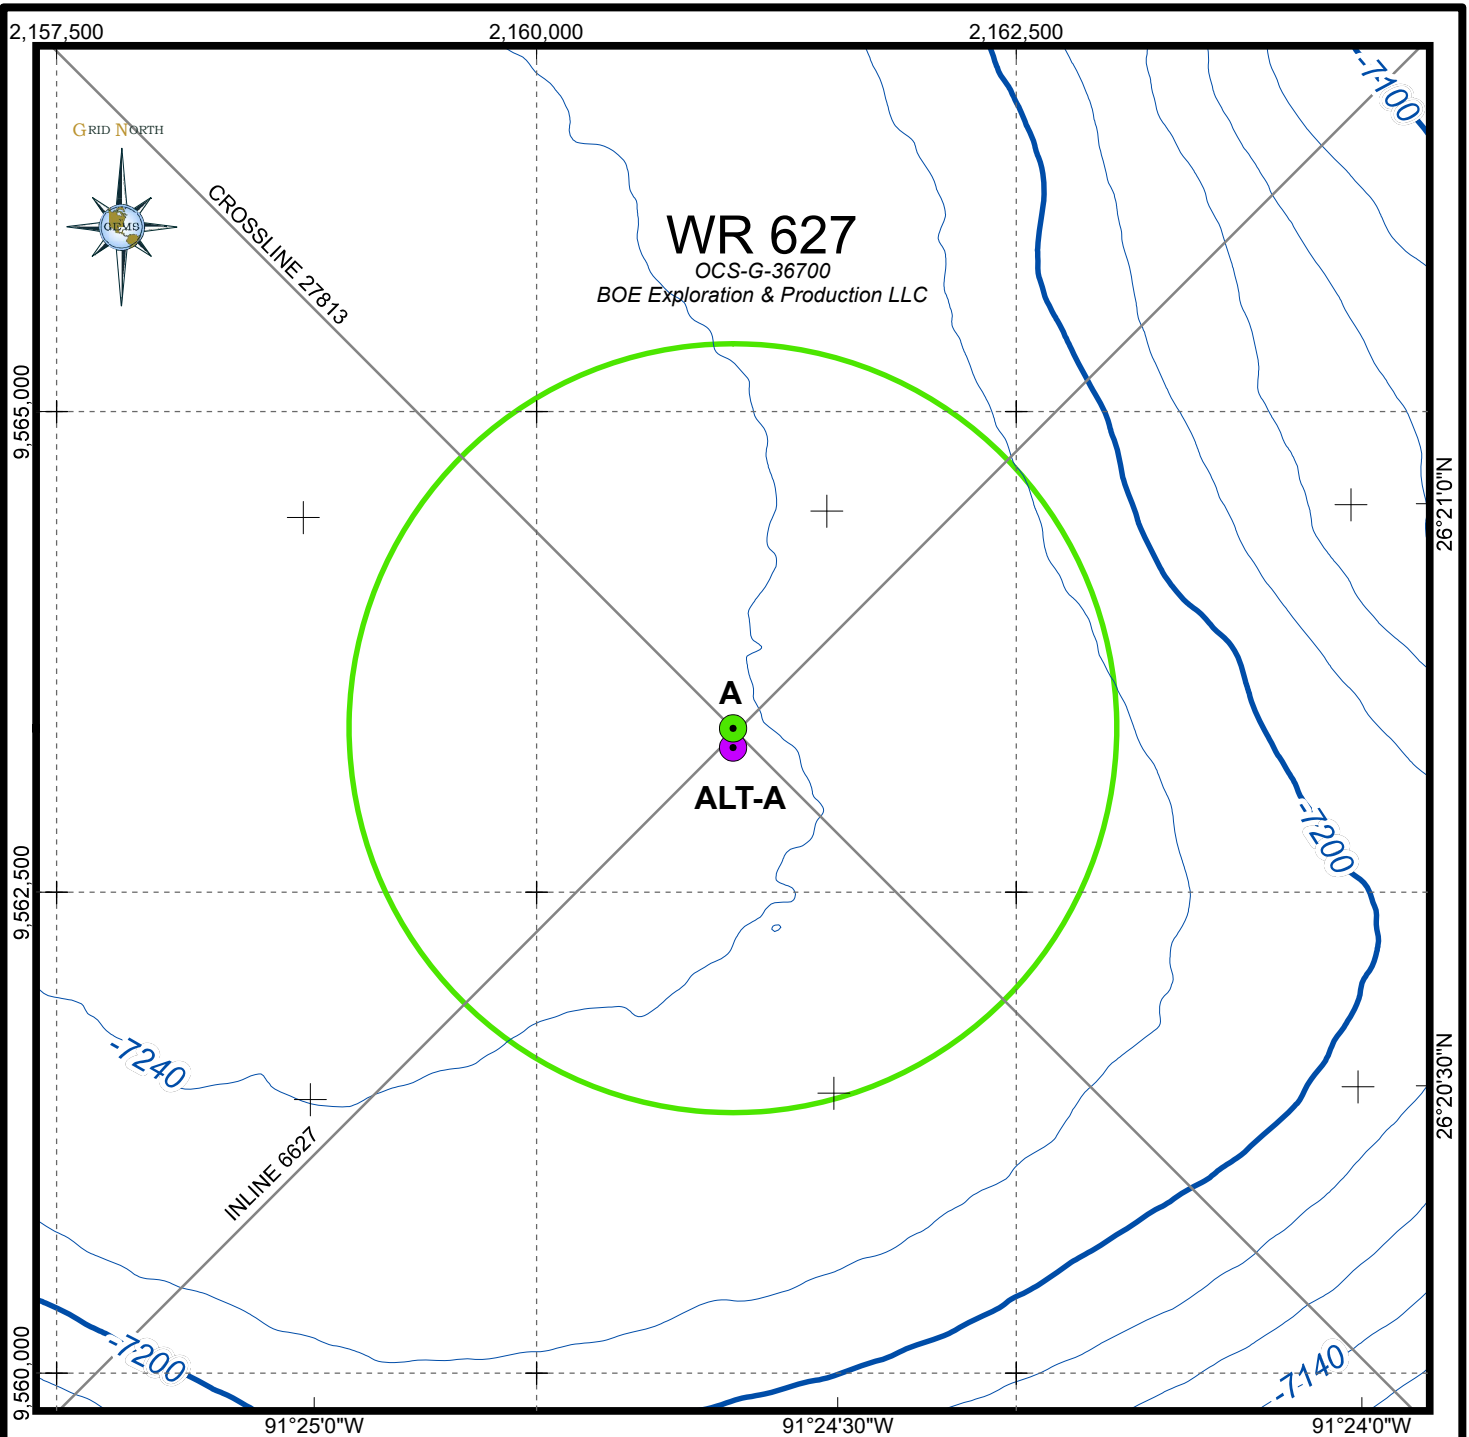 2,157,500
2,160,000
2,162,500
-7100
GRID NORTH
GEMS
CROSSLINE 27813
WR 627
OCS-G-36700
BOE Exploration & Production LLC
9,565,000
26°21'0"N
A
ALT-A
-7200
9,562,500
-7240
26°20'30"N
INLINE 6627
-7200
-7140
9,560,000
91°25'0"W
91°24'30"W
91°24'0"W